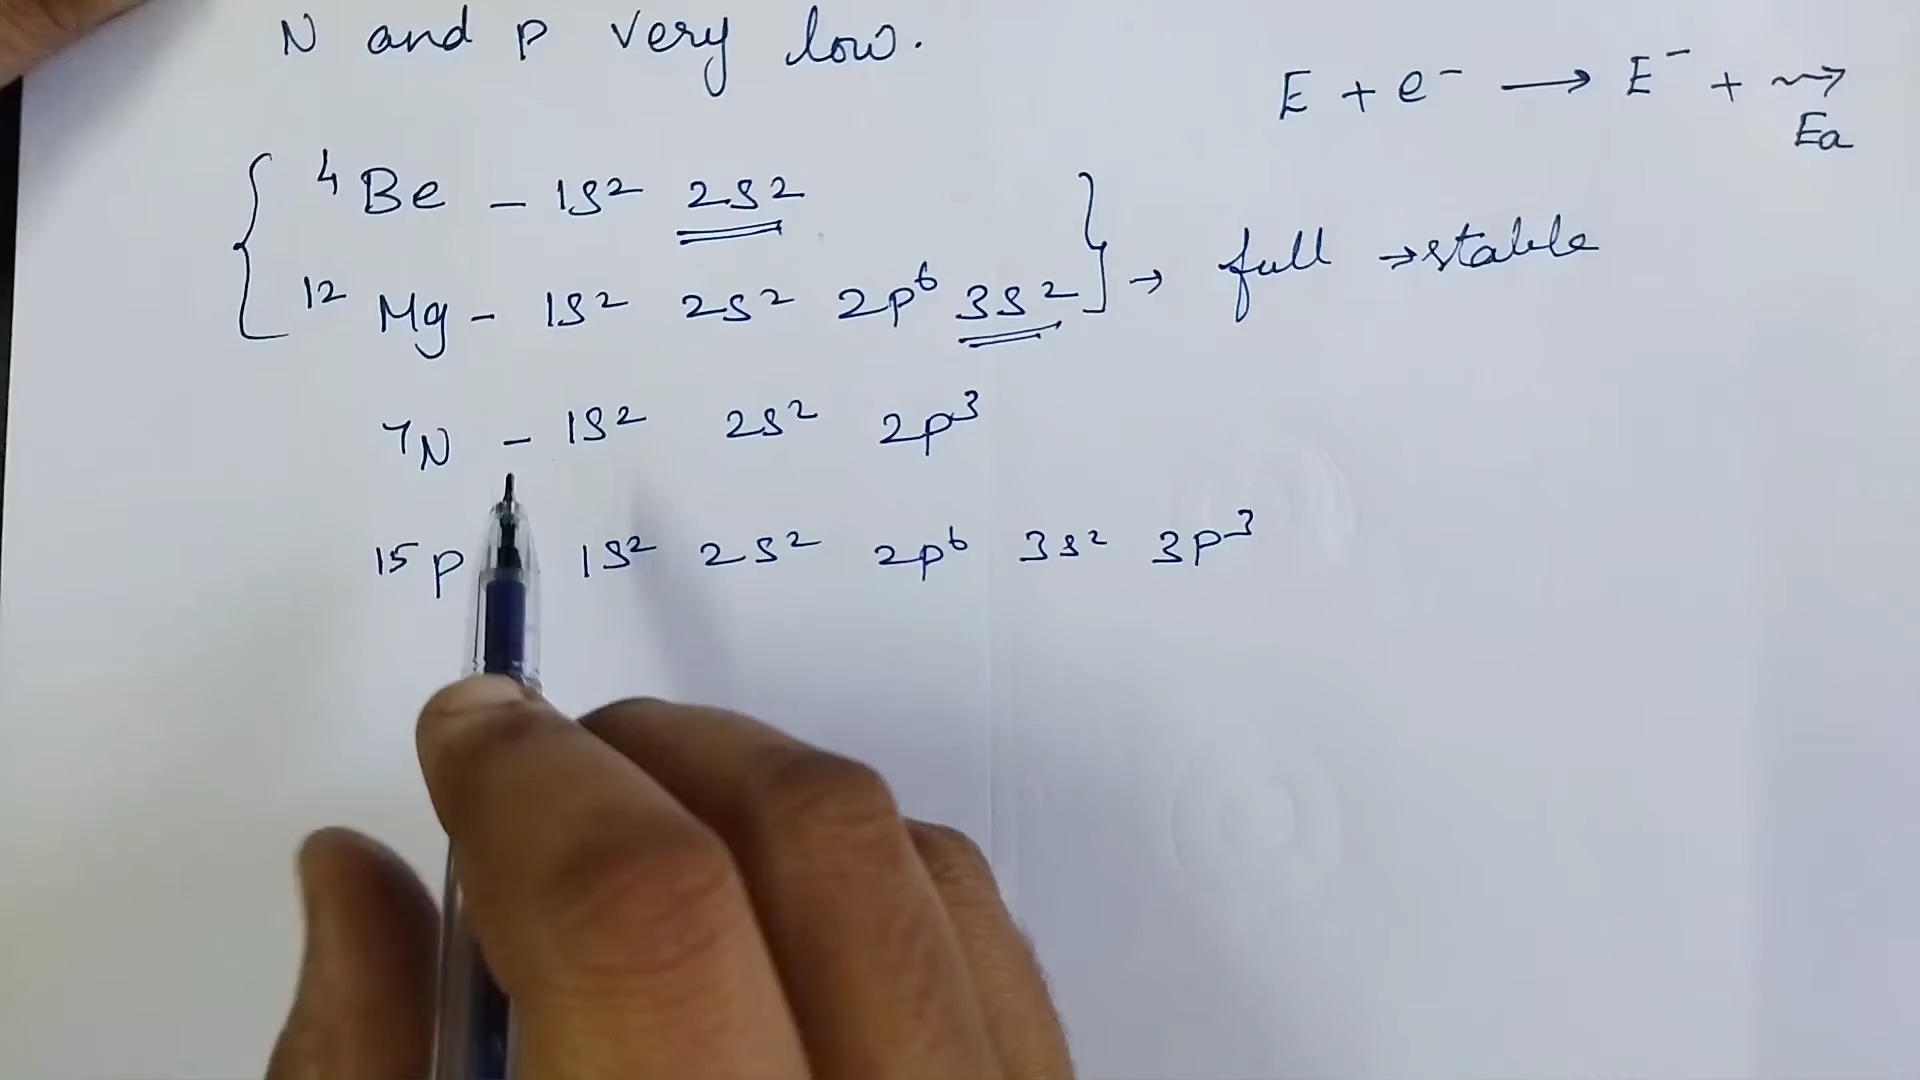 N and P very low.
E + e⁻ → E⁻ + ⇝
Ea
⁴Be – 1s² 2s²
¹²Mg – 1s² 2s² 2p⁶ 3s² → full → stable
⁷N – 1s² 2s² 2p³
¹⁵P 1s² 2s² 2p⁶ 3s² 3p³